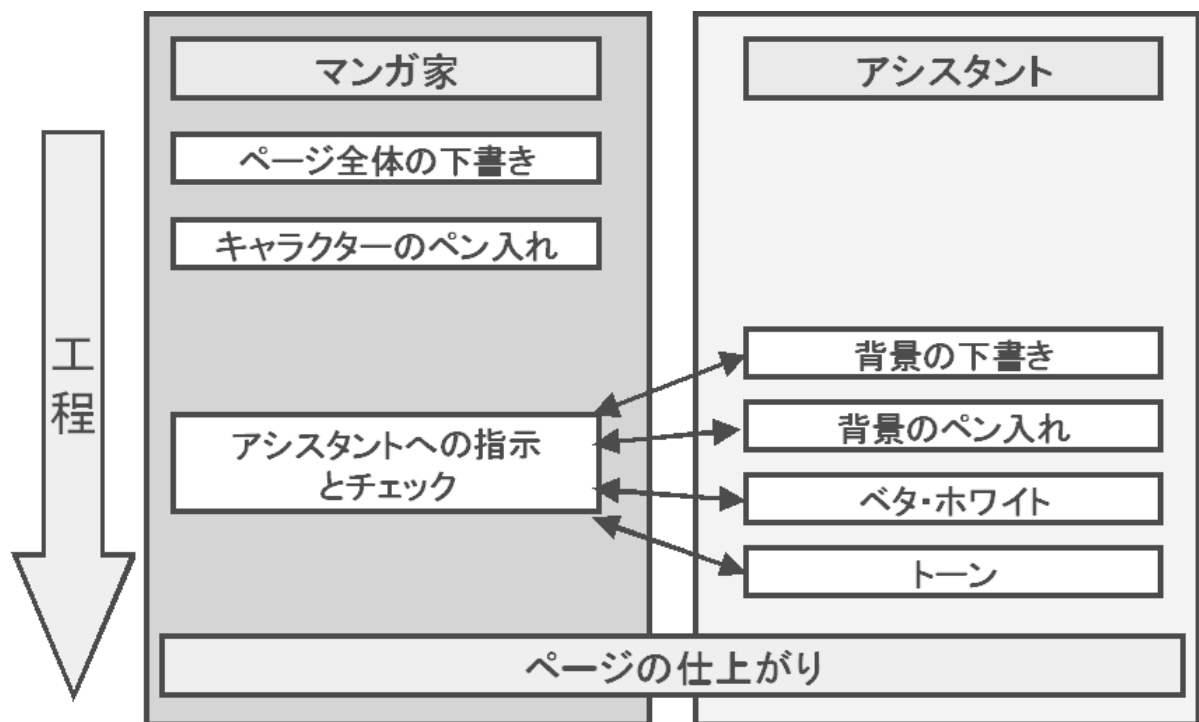 マンガ家
アシスタント
ページ全体の下書き
キャラクターのペン入れ
工程
アシスタントへの指示
とチェック
背景の下書き
背景のペン入れ
ベタ・ホワイト
トーン
ページの仕上がり